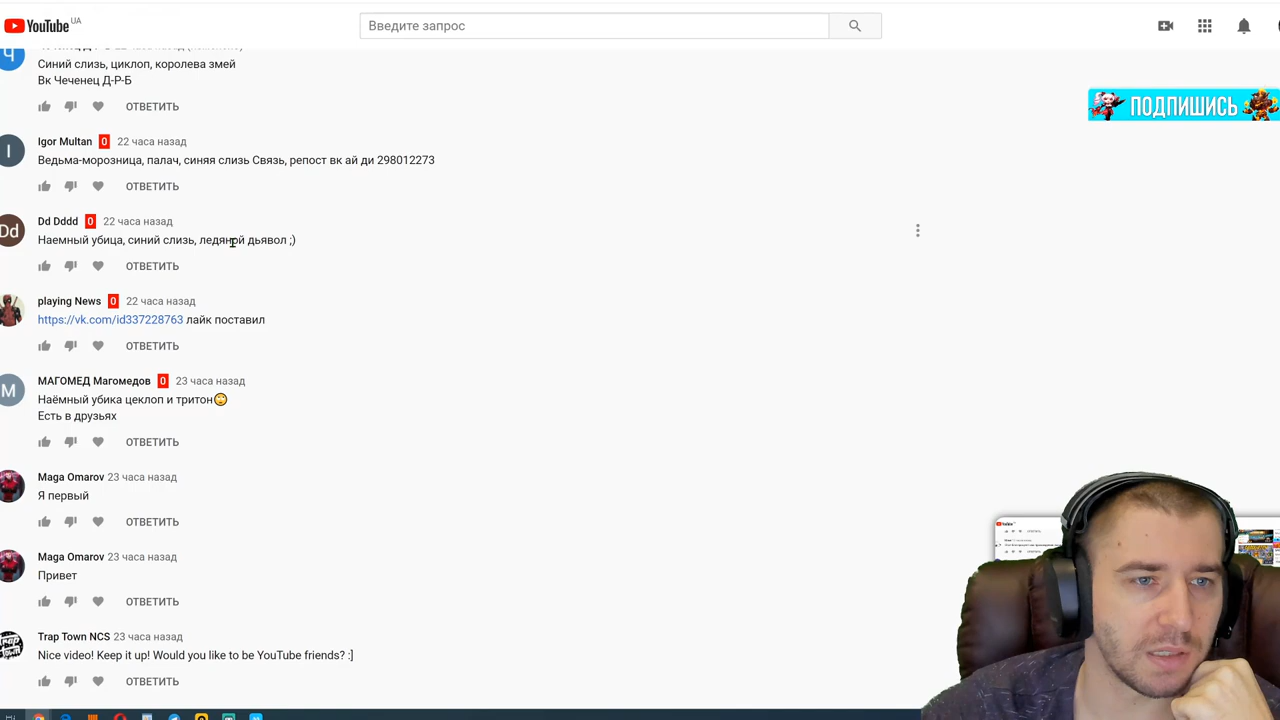 YouTube UA
Введите запрос
Синий слизь, циклоп, королева змей
Вк Чеченец Д-Р-Б
ОТВЕТИТЬ
ПОДПИШИСЬ
Igor Multan 0 22 часа назад
Ведьма-морозница, палач, синяя слизь Связь, репост вк ай ди 298012273
ОТВЕТИТЬ
Dd Dddd 0 22 часа назад
Dd
Наемный убица, синий слизь, ледяной дьявол ;)
ОТВЕТИТЬ
playing News 0 22 часа назад
https://vk.com/id337228763 лайк поставил
ОТВЕТИТЬ
МАГОМЕД Магомедов 0 23 часа назад
М
Наёмный убика цеклоп и тритон🙄
Есть в друзьях
ОТВЕТИТЬ
Maga Omarov 23 часа назад
Я первый
ОТВЕТИТЬ
Maga Omarov 23 часа назад
Привет
ОТВЕТИТЬ
Trap Town NCS 23 часа назад
Nice video! Keep it up! Would you like to be YouTube friends? :]
ОТВЕТИТЬ